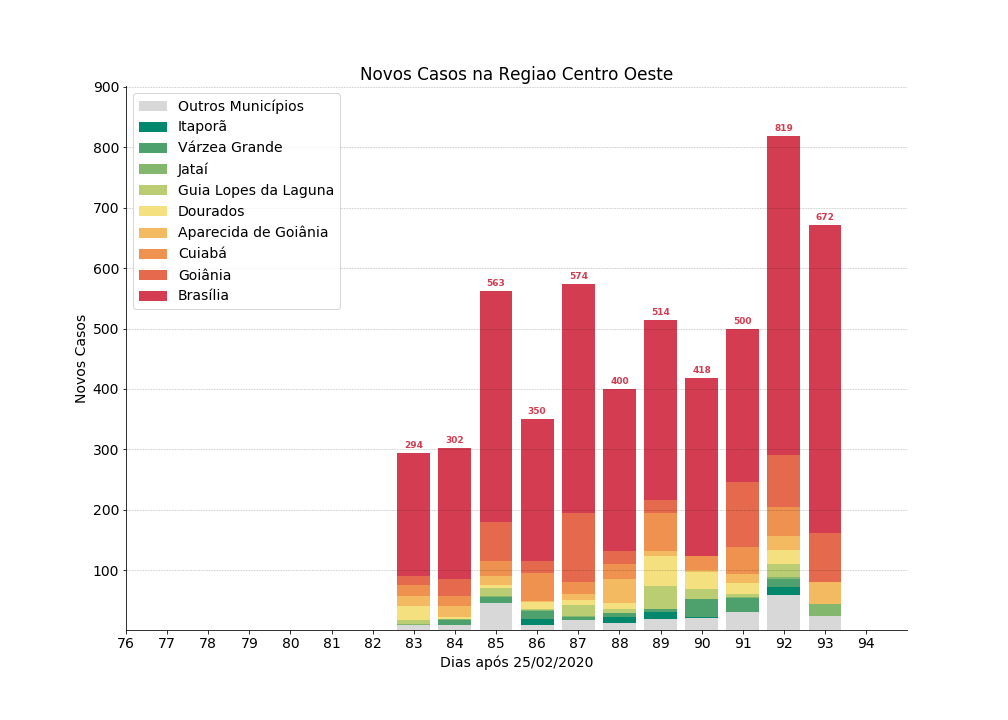 Novos Casos na Regiao Centro Oeste
900
800
700
600
500
400
300
200
100
Novos Casos
Outros Municípios
Itaporã
Várzea Grande
Jataí
Guia Lopes da Laguna
Dourados
Aparecida de Goiânia
Cuiabá
Goiânia
Brasília
294
302
563
350
574
400
514
418
500
819
672
76 77 78 79 80 81 82 83 84 85 86 87 88 89 90 91 92 93 94
Dias após 25/02/2020